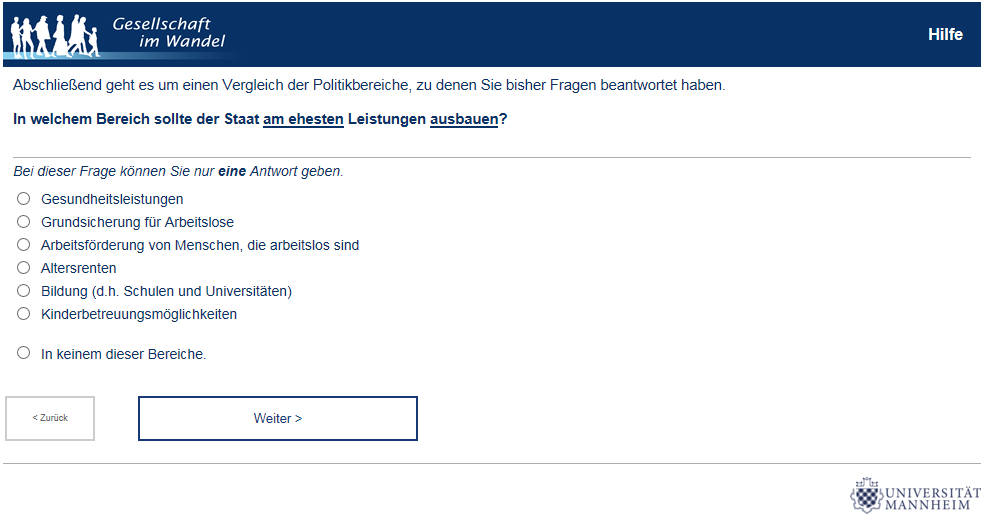 Gesellschaft
im Wandel
Hilfe
Abschließend geht es um einen Vergleich der Politikbereiche, zu denen Sie bisher Fragen beantwortet haben.
In welchem Bereich sollte der Staat am ehesten Leistungen ausbauen?
Bei dieser Frage können Sie nur eine Antwort geben.
Gesundheitsleistungen
Grundsicherung für Arbeitslose
Arbeitsförderung von Menschen, die arbeitslos sind
Altersrenten
Bildung (d.h. Schulen und Universitäten)
Kinderbetreuungsmöglichkeiten
In keinem dieser Bereiche.
< Zurück
Weiter >
UNIVERSITÄT
MANNHEIM